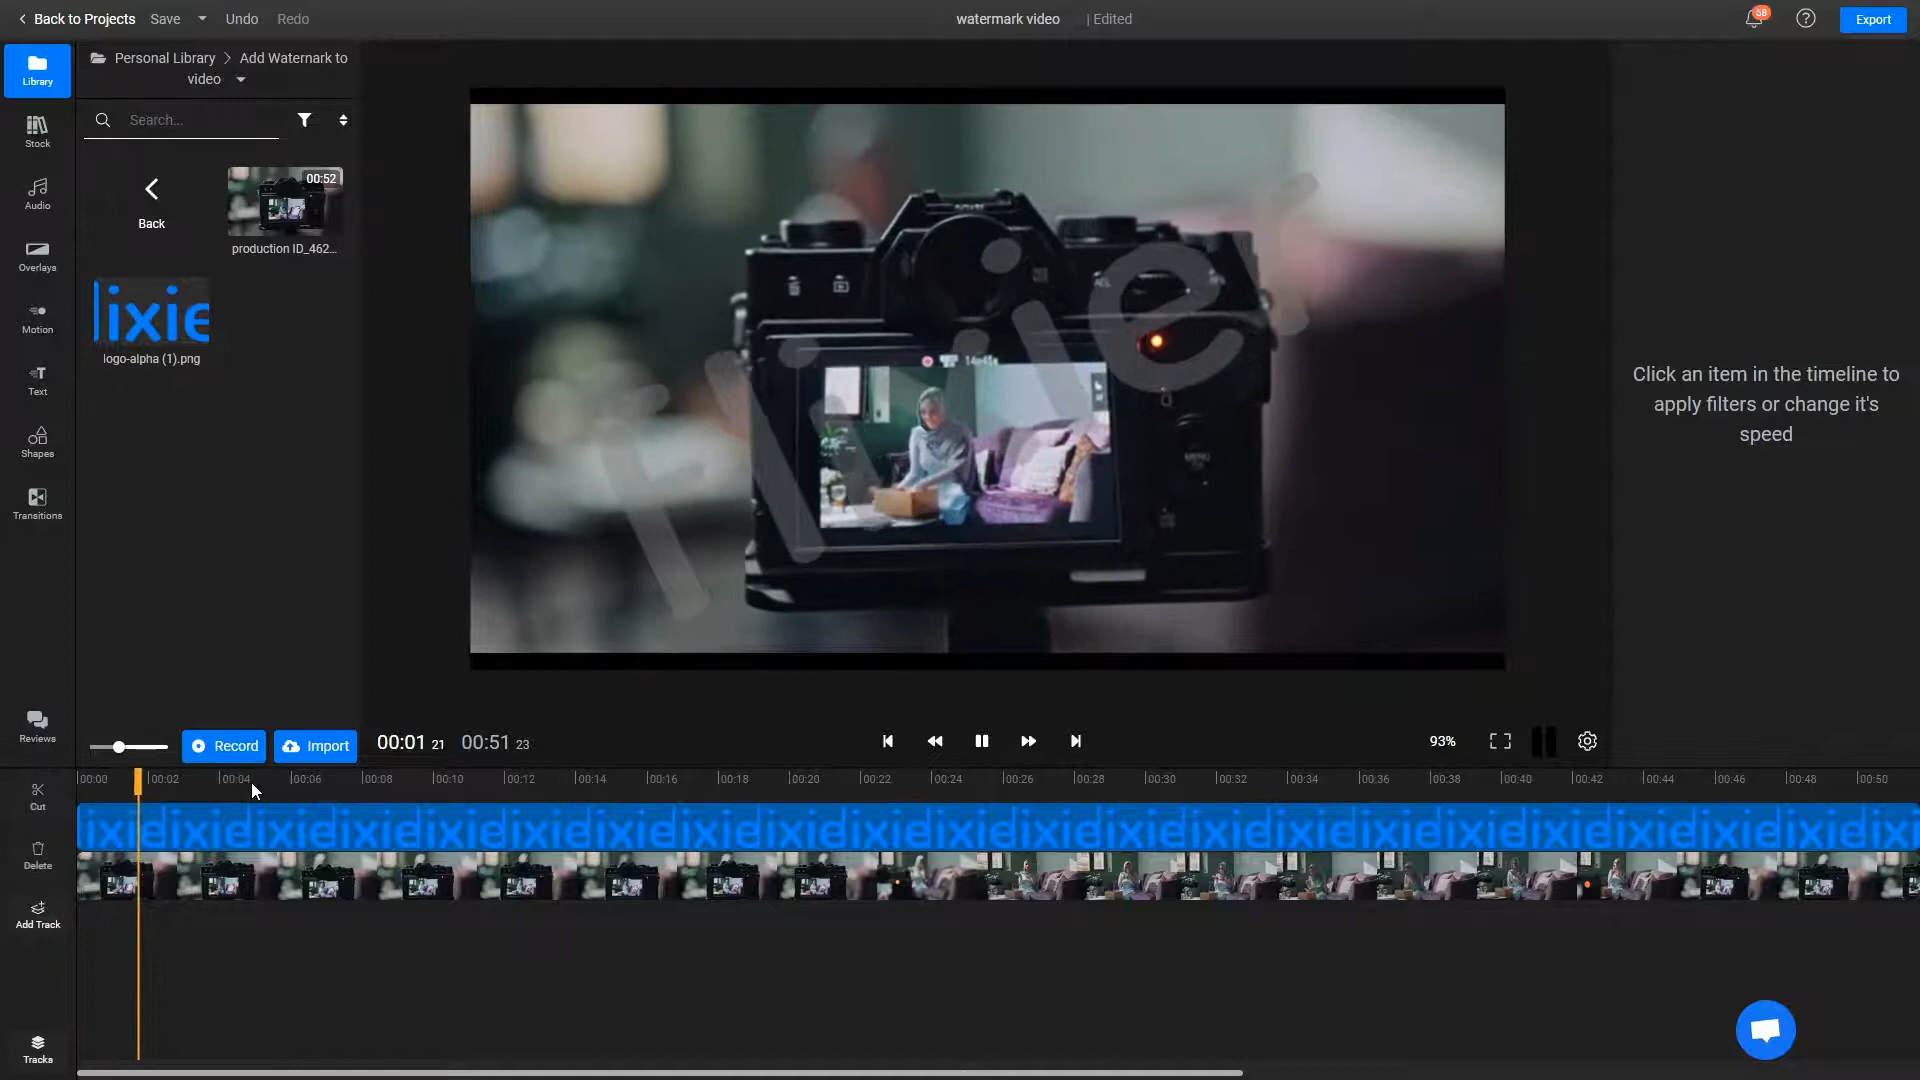 Back to Projects Save Undo Redo
watermark video | Edited
58
Export
Library
Stock
Audio
Overlays
Motion
Text
Shapes
Transitions
Reviews
Personal Library > Add Waternark to
video
Search...
Back
00:52
production ID_462...
lixie
logo-alpha (1).png
flixier
MENU
Click an item in the timeline to
apply filters or change it's
speed
Record Import 00:01 21 00:51 23
93%
00:00 00:02 00:04 00:06 00:08 00:10 00:12 00:14 00:16 00:18 00:20 00:22 00:24 00:26 00:28 00:30 00:32 00:34 00:36 00:38 00:40 00:42 00:44 00:46 00:48 00:50
Cut
Delete
Add Track
Tracks